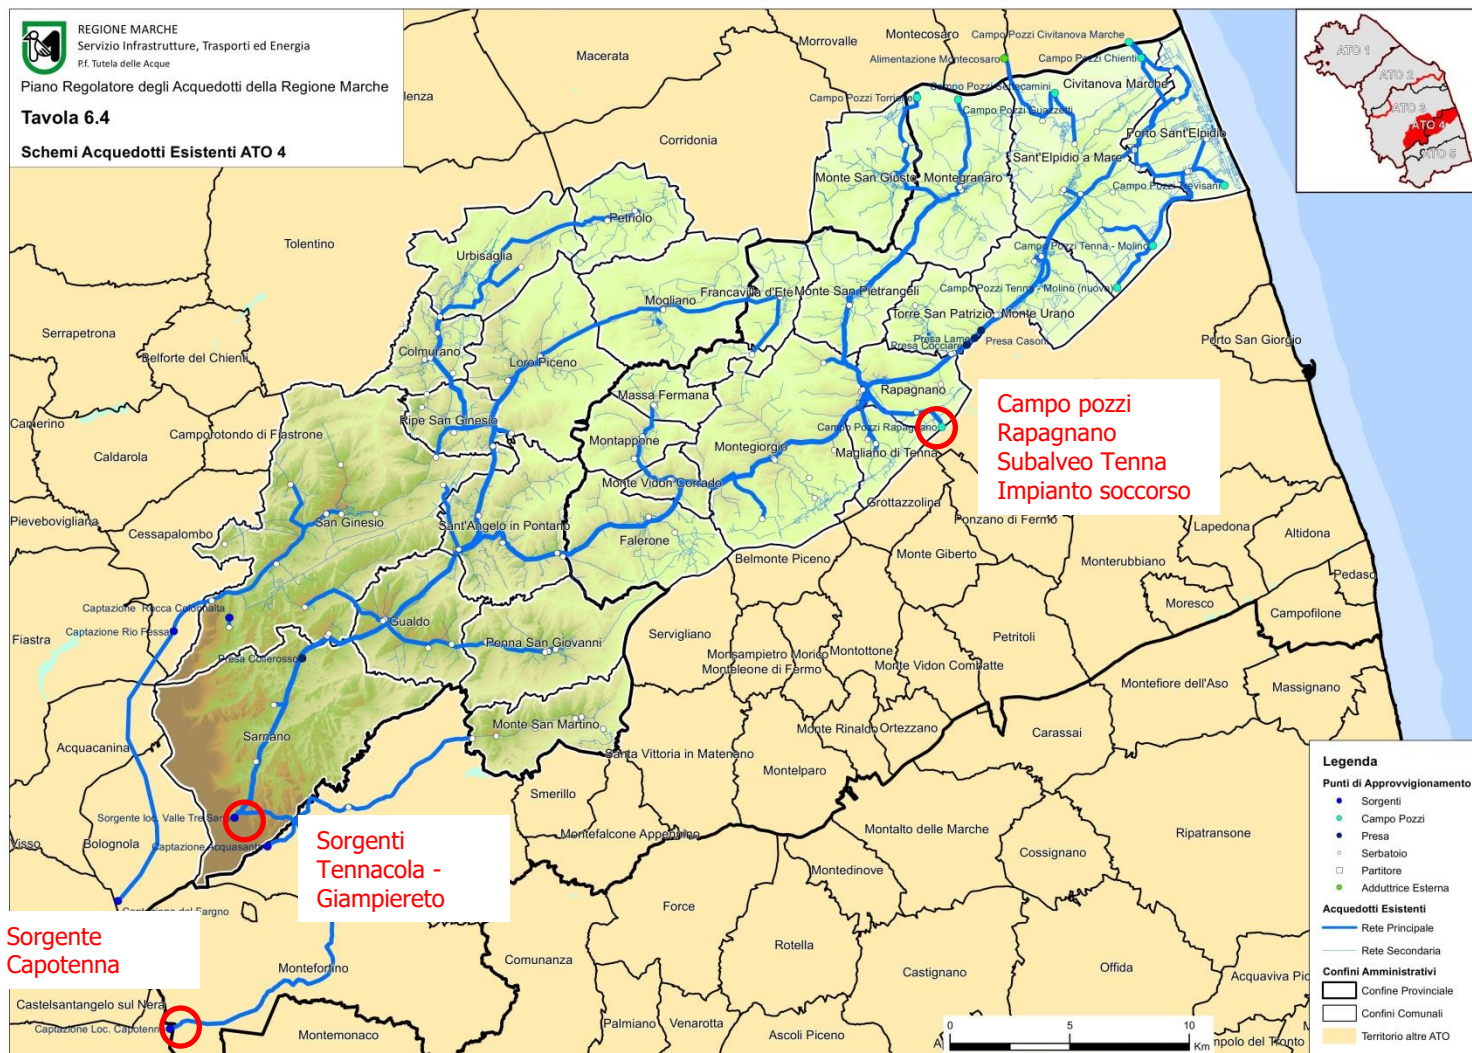 REGIONE MARCHE
Servizio Infrastrutture, Trasporti ed Energia
P.f. Tutela delle Acque
Piano Regolatore degli Acquedotti della Regione Marche
Tavola 6.4
Schemi Acquedotti Esistenti ATO 4
ATO 1
ATO 2
ATO 3
ATO 4
ATO 5
Macerata
Morrovalle
Montecosaro
Campo Pozzi Civitanova Marche
Alimentazione Montecosaro
Campo Pozzi Chienti
Campo Pozzi Torrione
Civitanova Marche
Campo Pozzi Guazzetti
Corridonia
Porto Sant'Elpidio
Sant'Elpidio a Mare
Monte San Giusto
Montegranaro
Campo Pozzi Trevisani
Petriolo
Tolentino
Urbisaglia
Campo Pozzi Tenna - Molino
Campo Pozzi Tenna - Molino (nuovo)
Francavilla d'Ete
Monte San Pietrangeli
Mogliano
Torre San Patrizio
Monte Urano
Serrapetrona
Belforte del Chienti
Colmurano
Loro Piceno
Presa Lame
Presa Casoni
Presa Cocciare
Porto San Giorgio
Massa Fermana
Rapagnano
Camerino
Camporotondo di Fiastrone
Ripe San Ginesio
Campo Pozzi Rapagnano
Campo pozzi
Rapagnano
Subalveo Tenna
Impianto soccorso
Caldarola
Montappone
Montegiorgio
Magliano di Tenna
Monte Vidon Corrado
Grottazzolina
Pievebovigliana
San Ginesio
Sant'Angelo in Pontano
Ponzano di Fermo
Lapedona
Cessapalombo
Falerone
Altidona
Belmonte Piceno
Monte Giberto
Monterubbiano
Pedaso
Moresco
Campofilone
Captazione Rocca Colonnalta
Captazione Rio Fessa
Gualdo
Fiastra
Penna San Giovanni
Servigliano
Petritoli
Presa Collerosso
Monsampietro Morico
Montottone
Monteleone di Fermo
Monte Vidon Combatte
Montefiore dell'Aso
Massignano
Monte San Martino
Sarnano
Acquacanina
Monte Rinaldo
Ortezzano
Carassai
Santa Vittoria in Matenano
Montelparo
Smerillo
Sorgente loc. Valle Tre Santi
Montefalcone Appennino
Montalto delle Marche
Ripatransone
Visso
Bolognola
Captazione Acquasanta
Sorgenti
Tennacola -
Giampiereto
Cossignano
Montedinove
Force
Sorgente
Capotenna
Rotella
Montefortino
Comunanza
Castignano
Offida
Castelsantangelo sul Nera
Captazione Loc. Capotenna
Montemonaco
Palmiano
Venarotta
Ascoli Piceno
0 5 10
Km
Legenda
Punti di Approvvigionamento
Sorgenti
Campo Pozzi
Presa
Serbatoio
Partitore
Adduttrice Esterna
Acquedotti Esistenti
Rete Principale
Rete Secondaria
Confini Amministrativi
Confine Provinciale
Confini Comunali
Territorio altre ATO